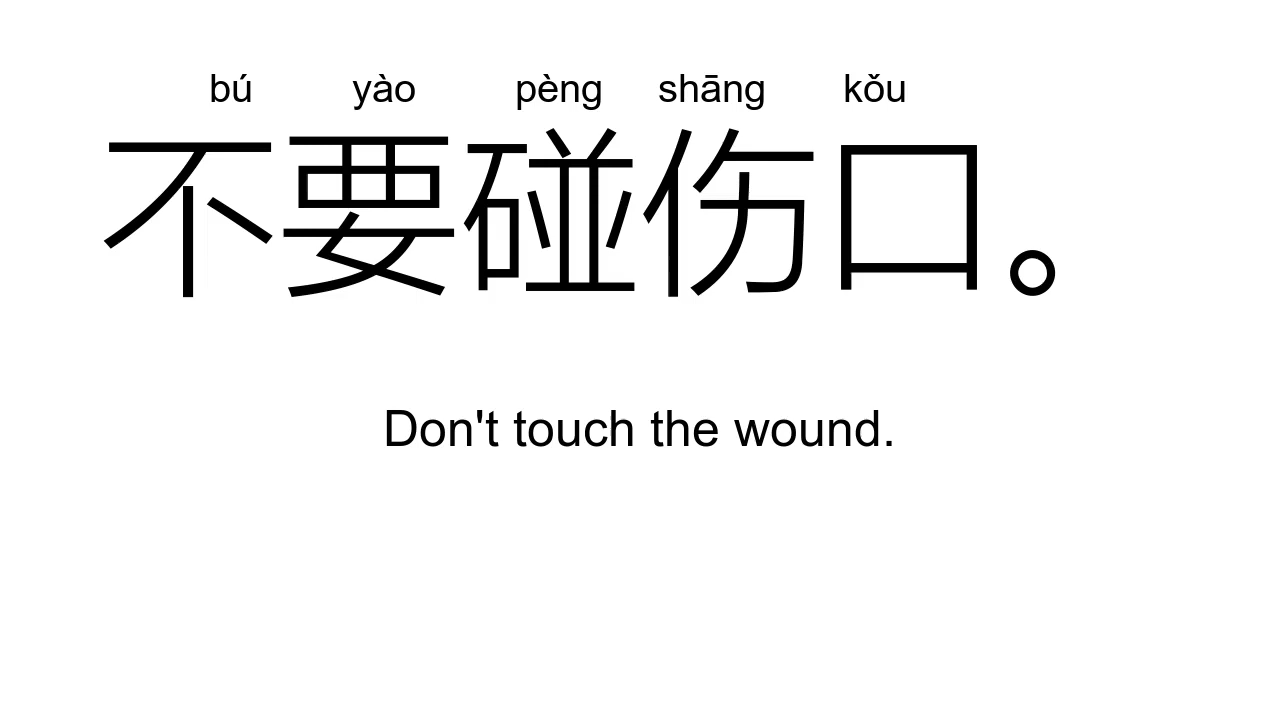 bú yào pèng shāng kǒu
不要碰伤口。
Don't touch the wound.